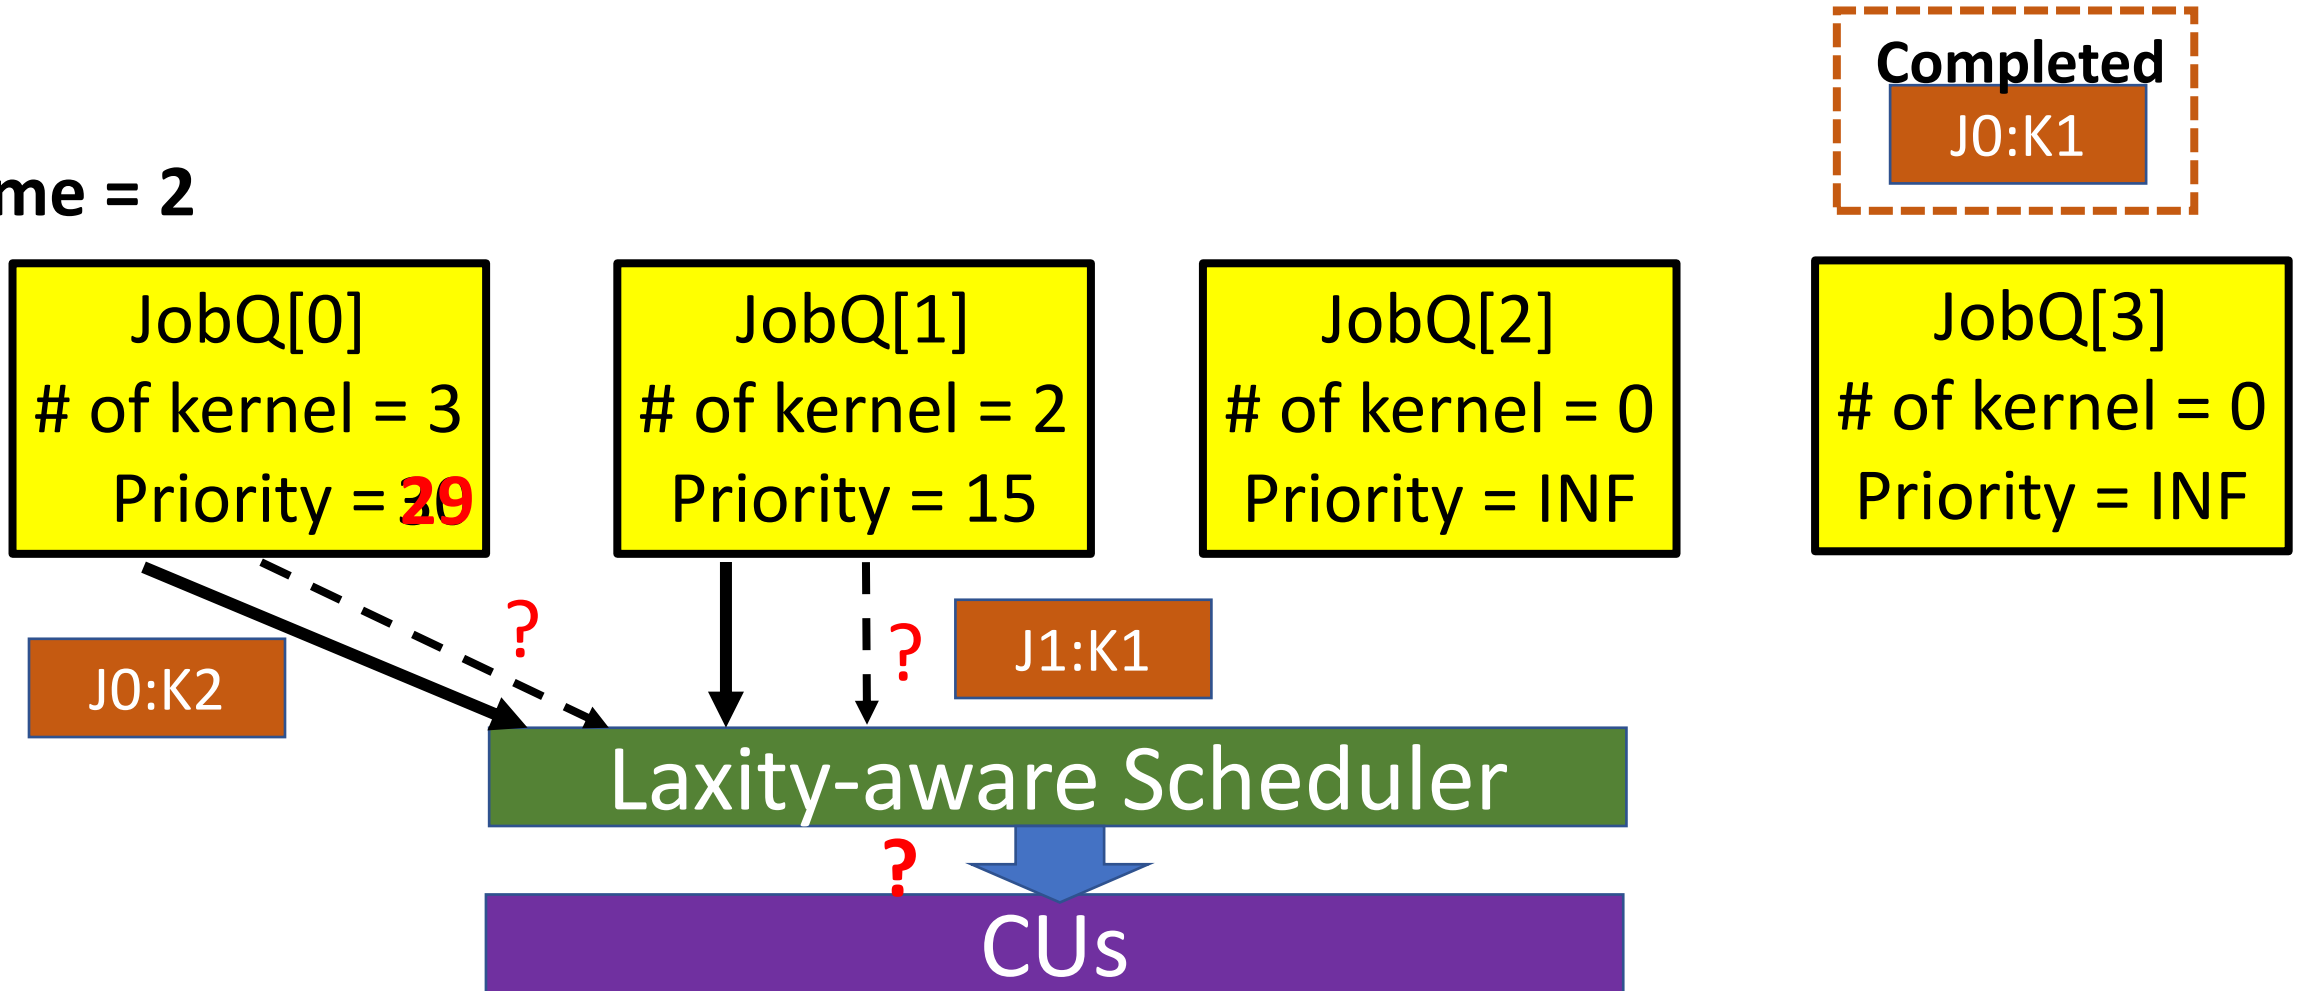 Completed
J0:K1
me = 2
JobQ[0]
# of kernel = 3
Priority = 29
JobQ[1]
# of kernel = 2
Priority = 15
JobQ[2]
# of kernel = 0
Priority = INF
JobQ[3]
# of kernel = 0
Priority = INF
?
?
J1:K1
J0:K2
Laxity-aware Scheduler
?
CUs